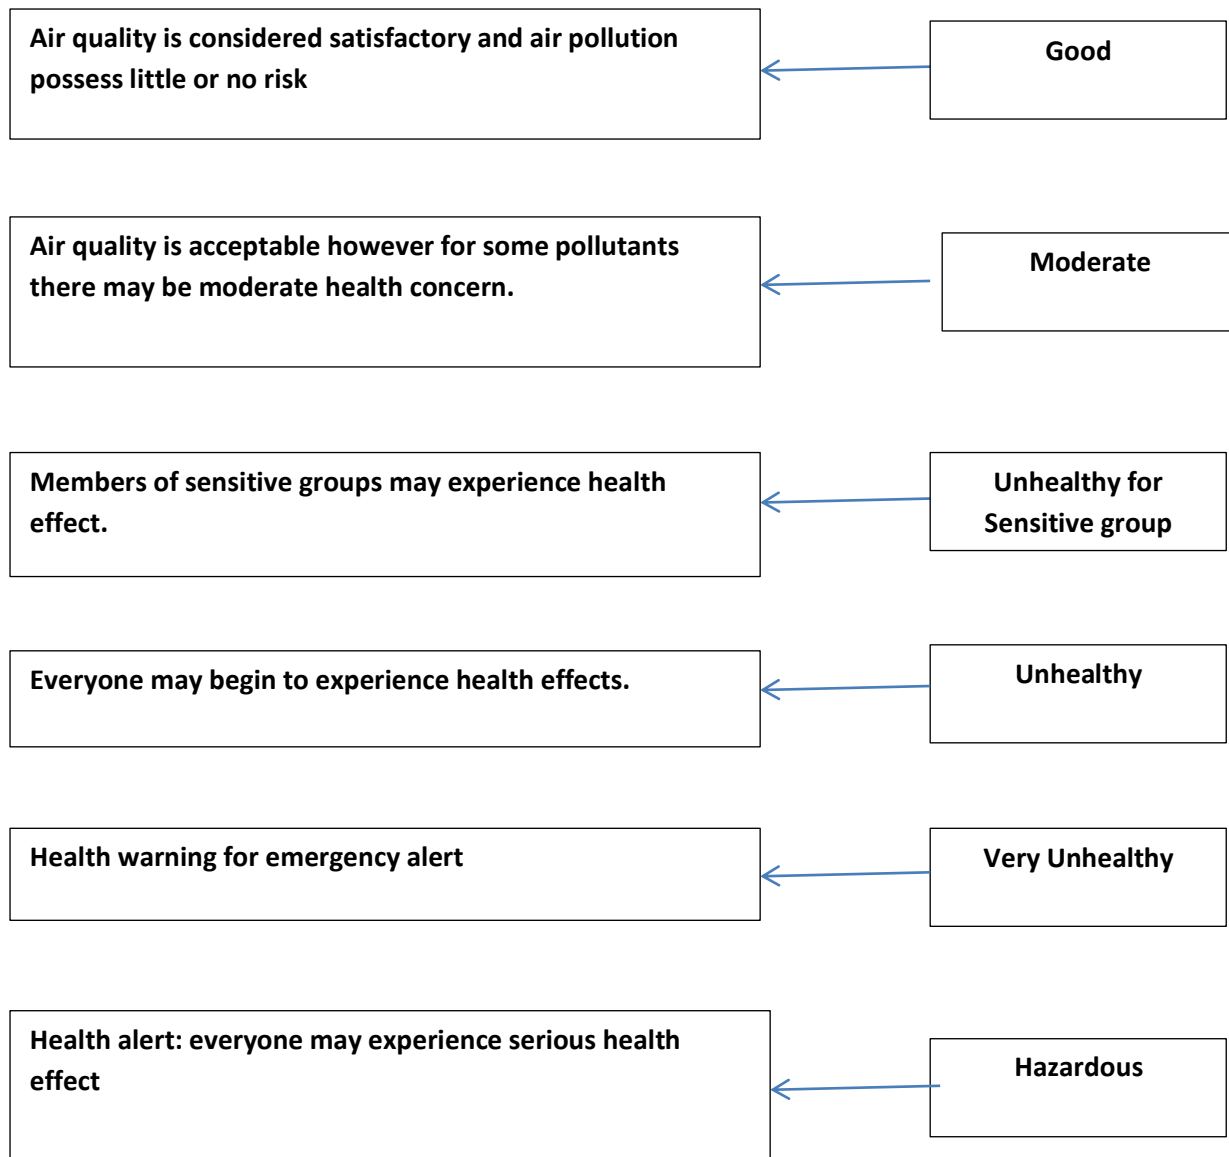 Air quality is considered satisfactory and air pollution
possess little or no risk
Good
Air quality is acceptable however for some pollutants
there may be moderate health concern.
Moderate
Members of sensitive groups may experience health
effect.
Unhealthy for
Sensitive group
Everyone may begin to experience health effects.
Unhealthy
Health warning for emergency alert
Very Unhealthy
Health alert: everyone may experience serious health
effect
Hazardous